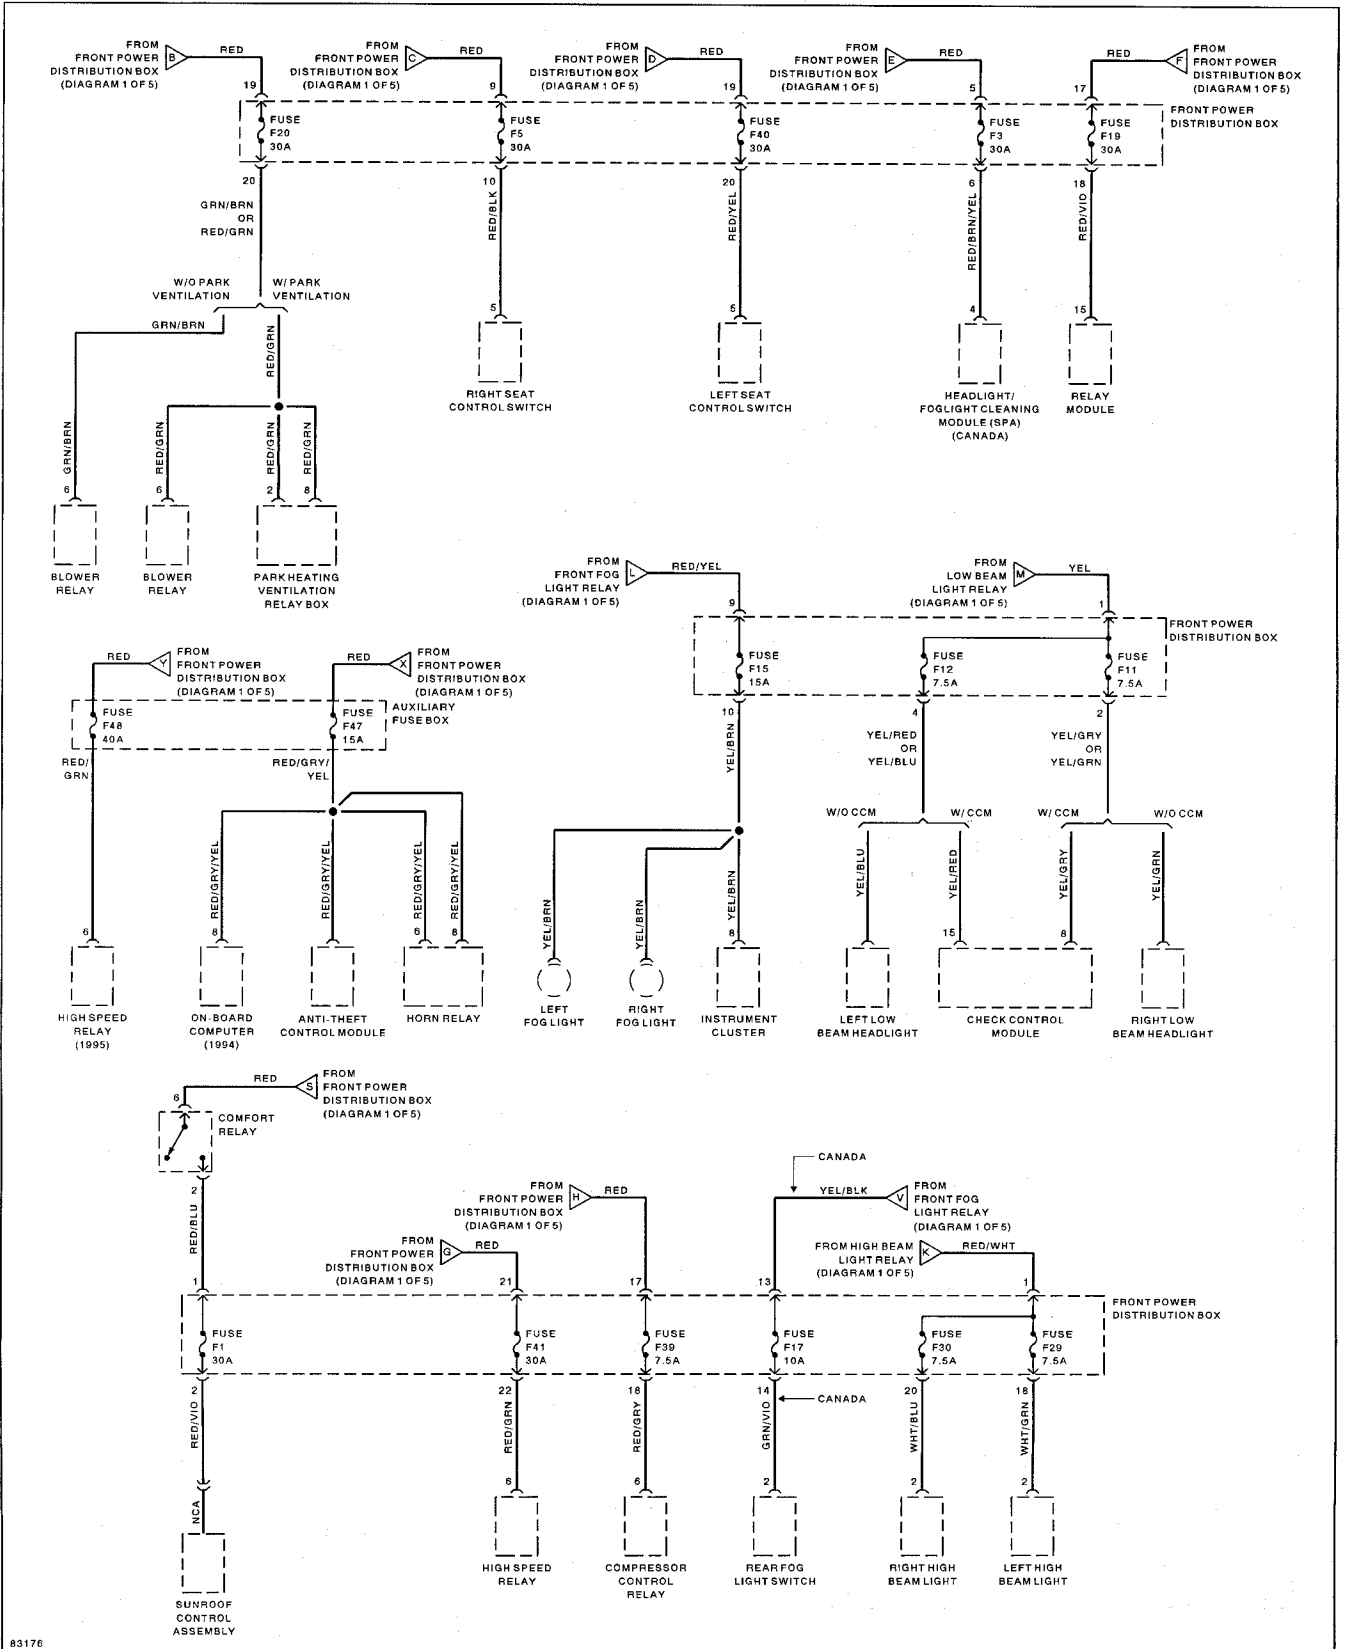 FROM
FRONT POWER
DISTRIBUTION BOX
(DIAGRAM 1 OF 5)
B
RED
19
FROM
FRONT POWER
DISTRIBUTION BOX
(DIAGRAM 1 OF 5)
C
RED
9
FROM
FRONT POWER
DISTRIBUTION BOX
(DIAGRAM 1 OF 5)
D
RED
19
FROM
FRONT POWER
DISTRIBUTION BOX
(DIAGRAM 1 OF 5)
E
RED
5
RED
F
17
FROM
FRONT POWER
DISTRIBUTION BOX
(DIAGRAM 1 OF 5)
FRONT POWER
DISTRIBUTION BOX
FUSE
F20
30A
FUSE
F5
30A
FUSE
F40
30A
FUSE
F3
30A
FUSE
F19
30A
20
10
20
6
18
GRN/BRN
OR
RED/GRN
RED/BLK
RED/YEL
RED/BRN/YEL
RED/VIO
W/O PARK
VENTILATION
W/ PARK
VENTILATION
GRN/BRN
RED/GRN
5
5
4
15
RIGHT SEAT
CONTROL SWITCH
LEFT SEAT
CONTROL SWITCH
HEADLIGHT/
FOGLIGHT CLEANING
MODULE (SPA)
(CANADA)
RELAY
MODULE
GRN/BRN
RED/GRN
RED/GRN
RED/GRN
6
6
2
8
BLOWER
RELAY
BLOWER
RELAY
PARK HEATING
VENTILATION
RELAY BOX
FROM
FRONT FOG
LIGHT RELAY
(DIAGRAM 1 OF 5)
L
RED/YEL
9
FROM
LOW BEAM
LIGHT RELAY
(DIAGRAM 1 OF 5)
M
YEL
1
FRONT POWER
DISTRIBUTION BOX
FUSE
F15
15A
FUSE
F12
7.5A
FUSE
F11
7.5A
10
4
2
YEL/BRN
YEL/RED
OR
YEL/BLU
YEL/GRY
OR
YEL/GRN
W/O CCM
W/ CCM
W/ CCM
W/O CCM
YEL/BRN
YEL/BRN
YEL/BRN
YEL/BLU
YEL/RED
YEL/GRY
YEL/GRN
8
15
8
LEFT
FOG LIGHT
RIGHT
FOG LIGHT
INSTRUMENT
CLUSTER
LEFT LOW
BEAM HEADLIGHT
CHECK CONTROL
MODULE
RIGHT LOW
BEAM HEADLIGHT
RED
Y
FROM
FRONT POWER
DISTRIBUTION BOX
(DIAGRAM 1 OF 5)
RED
X
FROM
FRONT POWER
DISTRIBUTION BOX
(DIAGRAM 1 OF 5)
AUXILIARY
FUSE BOX
FUSE
F48
40A
FUSE
F47
15A
RED/
GRN
RED/GRY/
YEL
RED/GRY/YEL
RED/GRY/YEL
RED/GRY/YEL
RED/GRY/YEL
6
8
6
8
HIGH SPEED
RELAY
(1995)
ON-BOARD
COMPUTER
(1994)
ANTI-THEFT
CONTROL MODULE
HORN RELAY
RED
S
FROM
FRONT POWER
DISTRIBUTION BOX
(DIAGRAM 1 OF 5)
6
COMFORT
RELAY
2
RED/BLU
1
FROM
FRONT POWER
DISTRIBUTION BOX
(DIAGRAM 1 OF 5)
G
RED
21
FROM
FRONT POWER
DISTRIBUTION BOX
(DIAGRAM 1 OF 5)
H
RED
17
CANADA
YEL/BLK
V
FROM
FRONT FOG
LIGHT RELAY
(DIAGRAM 1 OF 5)
13
FROM HIGH BEAM
LIGHT RELAY
(DIAGRAM 1 OF 5)
K
RED/WHT
1
FRONT POWER
DISTRIBUTION BOX
FUSE
F1
30A
FUSE
F41
30A
FUSE
F39
7.5A
FUSE
F17
10A
FUSE
F30
7.5A
FUSE
F29
7.5A
2
22
18
14
CANADA
20
18
RED/VIO
RED/GRN
RED/GRY
GRN/VIO
WHT/BLU
WHT/GRN
NCA
6
6
2
2
2
SUNROOF
CONTROL
ASSEMBLY
HIGH SPEED
RELAY
COMPRESSOR
CONTROL
RELAY
REAR FOG
LIGHT SWITCH
RIGHT HIGH
BEAM LIGHT
LEFT HIGH
BEAM LIGHT
83176